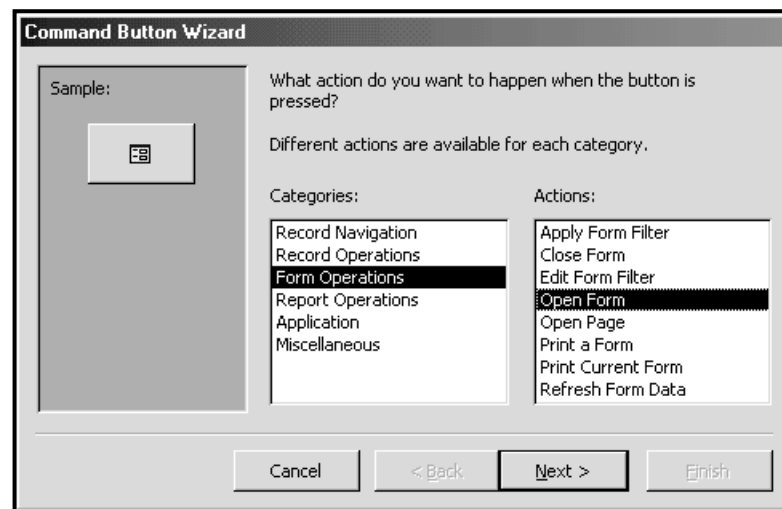 Command Button Wizard
Sample:
What action do you want to happen when the button is
pressed?
Different actions are available for each category.
Categories:
Record Navigation
Record Operations
Form Operations
Report Operations
Application
Miscellaneous
Actions:
Apply Form Filter
Close Form
Edit Form Filter
Open Form
Open Page
Print a Form
Print Current Form
Refresh Form Data
Cancel
< Back
Next >
Finish